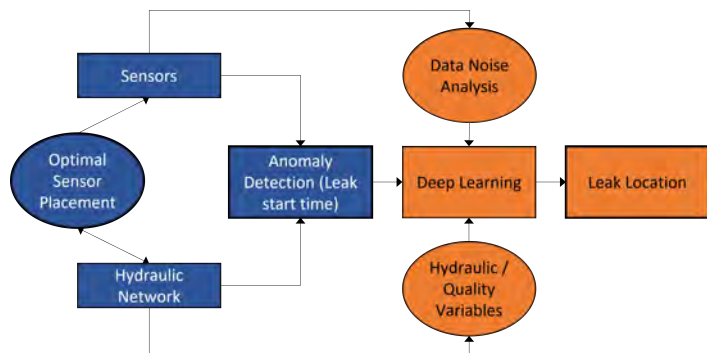 Sensors
Data Noise
Analysis
Optimal
Sensor
Placement
Anomaly
Detection (Leak
start time)
Deep Learning
Leak Location
Hydraulic
Network
Hydraulic /
Quality
Variables